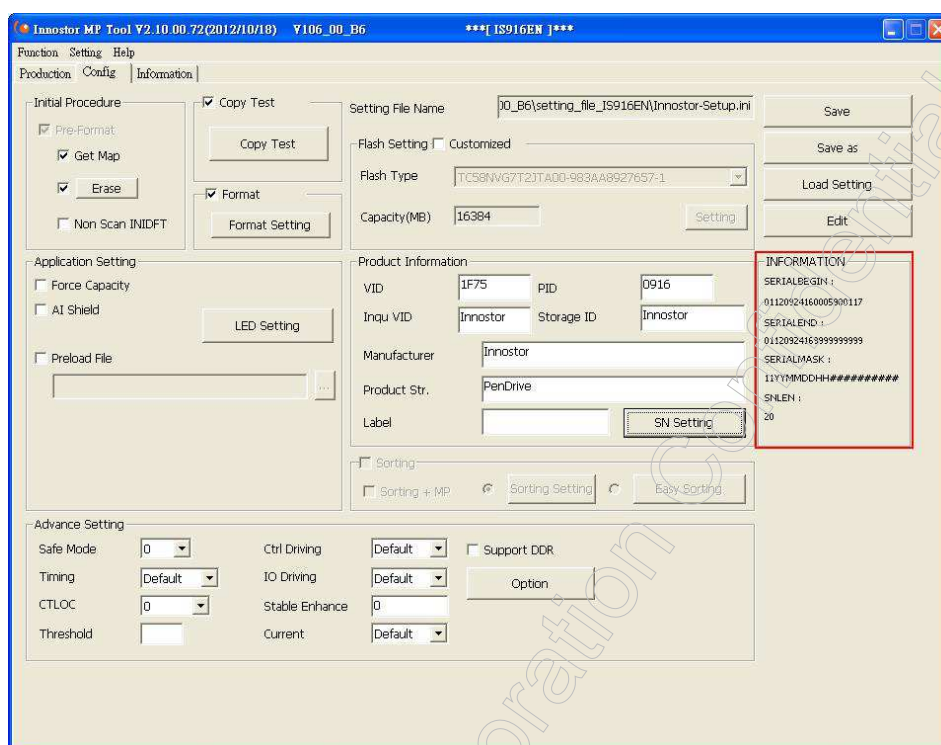 Innostor MP Tool V2.10.00.72(2012/10/18) V106_00_B6 ***[ IS916EN ]***
Function Setting Help
Production Config Information
Initial Procedure
Pre-Format
Get Map
Erase
Non Scan INIDFT
Copy Test
Copy Test
Format
Format Setting
Setting File Name
)0_B6\setting_file_IS916EN\Innostor-Setup.ini
Flash Setting Customized
Flash Type TC58NVG7T2JTA00-983AA8927657-1
Capacity(MB) 16384 Setting
Save
Save as
Load Setting
Edit
Application Setting
Force Capacity
AI Shield
LED Setting
Preload File
...
Product Information
VID 1F75 PID 0916
Inqu VID Innostor Storage ID Innostor
Manufacturer Innostor
Product Str. PenDrive
Label SN Setting
INFORMATION
SERIALBEGIN :
01120924160005900117
SERIALEND :
01120924169999999999
SERIALMASK :
11YYMMDDHH##########
SNLEN :
20
Sorting
Sorting + MP Sorting Setting Easy Sorting
Advance Setting
Safe Mode 0 Ctrl Driving Default Support DDR
Timing Default IO Driving Default Option
CTLOC 0 Stable Enhance 0
Threshold Current Default
oration Confidential